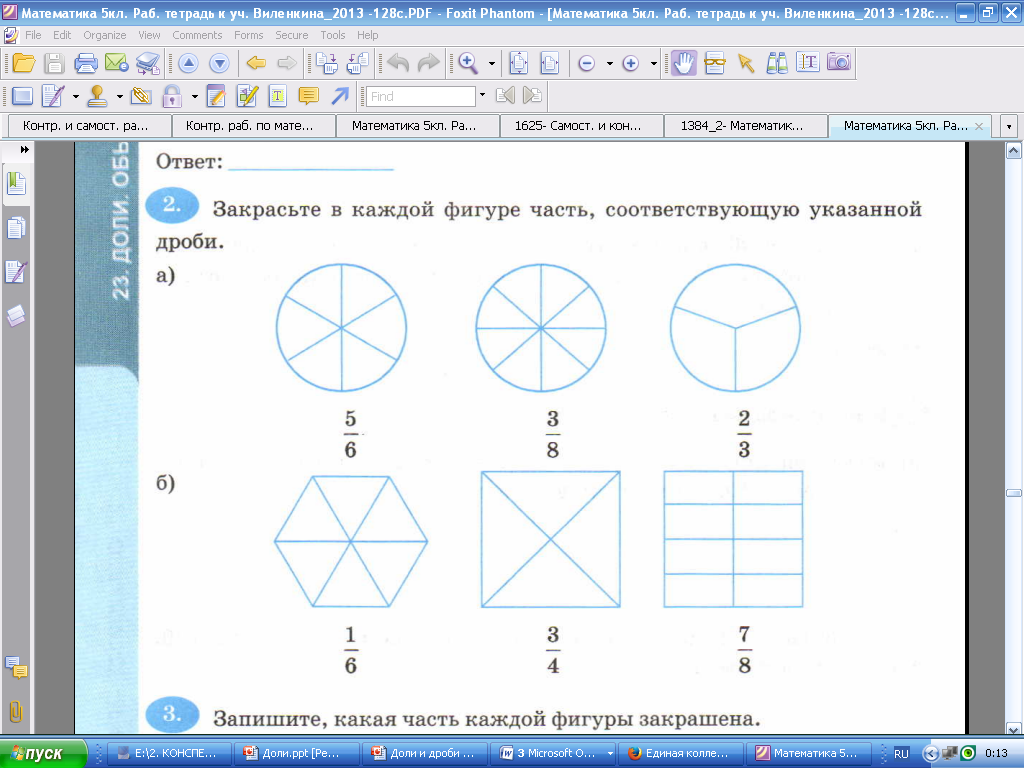 Математика 5кл. Раб. тетрадь к уч. Виленкина_2013 -128с.PDF - Foxit Phantom - [Математика 5кл. Раб. тетрадь к уч. Виленкина_2013 -128с....
File Edit Organize View Comments Forms Secure Tools Help
Find
Контр. и самост. ра... Контр. раб. по мате... Математика 5кл. Ра... 1625- Самост. и кон... 1384_2- Математик... Математика 5кл. Ра...
23. ДОЛИ. ОБЫ
Ответ:
2. Закрасьте в каждой фигуре часть, соответствующую указанной
дроби.
а)
5/6 3/8 2/3
б)
1/6 3/4 7/8
3. Запишите, какая часть каждой фигуры закрашена.
пуск E:\2. КОНСПЕ... Доли.ppt [Ре... Доли и дроби ... 3 Microsoft O... Единая колле... Математика 5... RU 0:13